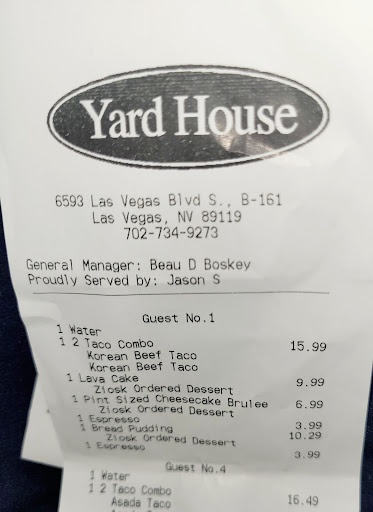 Yard House
6593 Las Vegas Blvd S., B-161
Las Vegas, NV 89119
702-734-9273
General Manager: Beau D Boskey
Proudly Served by: Jason S
Guest No.1
1 Water
1 2 Taco Combo 15.99
Korean Beef Taco
Korean Beef Taco
1 Lava Cake 9.99
Ziosk Ordered Dessert
1 Pint Sized Cheesecake Brulee 6.99
Ziosk Ordered Dessert
1 Espresso 3.99
1 Bread Pudding 10.29
Ziosk Ordered Dessert
1 Espresso 3.99
Guest No.4
1 Water
1 2 Taco Combo 16.49
Asada Taco